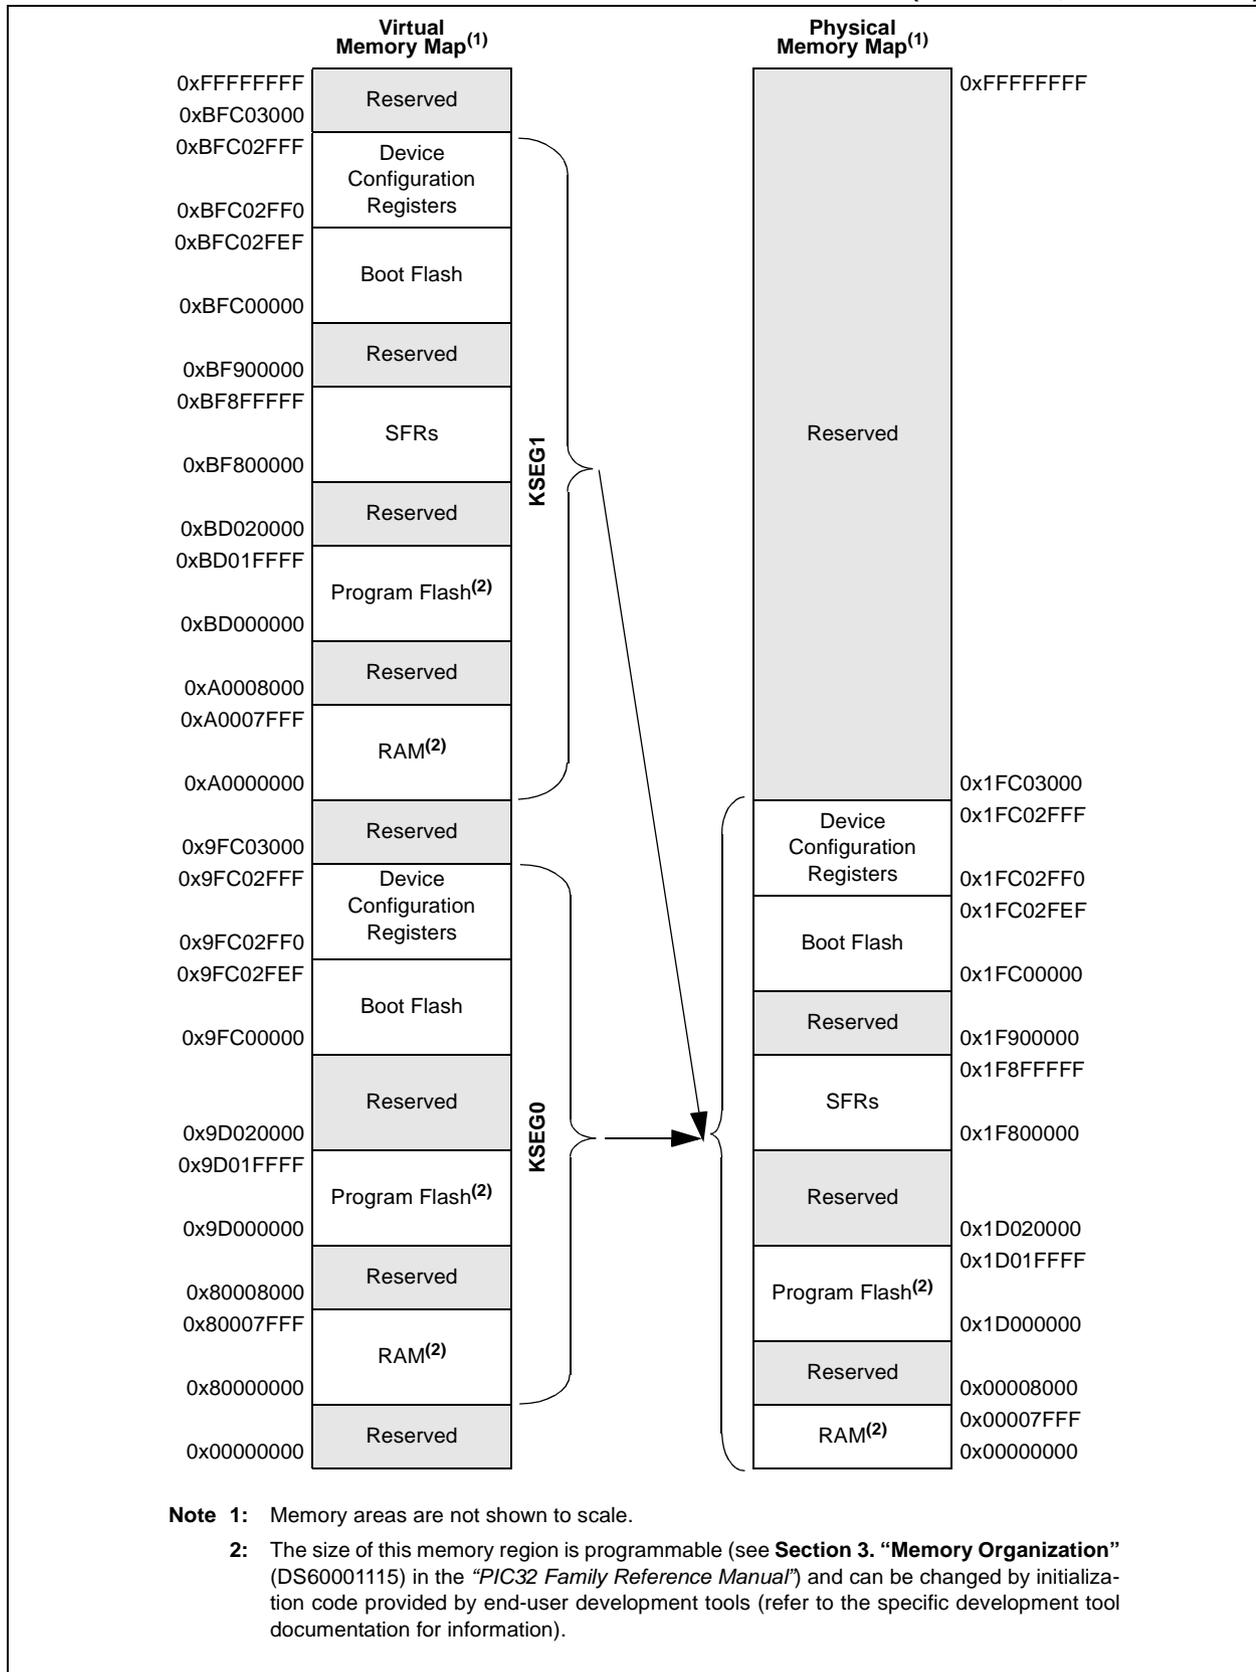 Virtual
Memory Map(1)
Physical
Memory Map(1)
0xFFFFFFFF
Reserved
0xBFC03000
0xBFC02FFF
Device
Configuration
Registers
0xBFC02FF0
0xBFC02FEF
Boot Flash
0xBFC00000
Reserved
0xBF900000
0xBF8FFFFF
SFRs
0xBF800000
Reserved
0xBD020000
0xBD01FFFF
Program Flash(2)
0xBD000000
Reserved
0xA0008000
0xA0007FFF
RAM(2)
0xA0000000
KSEG1
Reserved
0x9FC03000
0x9FC02FFF
Device
Configuration
Registers
0x9FC02FF0
0x9FC02FEF
Boot Flash
0x9FC00000
Reserved
0x9D020000
0x9D01FFFF
Program Flash(2)
0x9D000000
Reserved
0x80008000
0x80007FFF
RAM(2)
0x80000000
KSEG0
Reserved
0x00000000
0xFFFFFFFF
Reserved
0x1FC03000
0x1FC02FFF
Device
Configuration
Registers
0x1FC02FF0
0x1FC02FEF
Boot Flash
0x1FC00000
Reserved
0x1F900000
0x1F8FFFFF
SFRs
0x1F800000
Reserved
0x1D020000
0x1D01FFFF
Program Flash(2)
0x1D000000
Reserved
0x00008000
0x00007FFF
RAM(2)
0x00000000
Note 1: Memory areas are not shown to scale.
2: The size of this memory region is programmable (see Section 3. “Memory Organization”
(DS60001115) in the “PIC32 Family Reference Manual”) and can be changed by initializa-
tion code provided by end-user development tools (refer to the specific development tool
documentation for information).